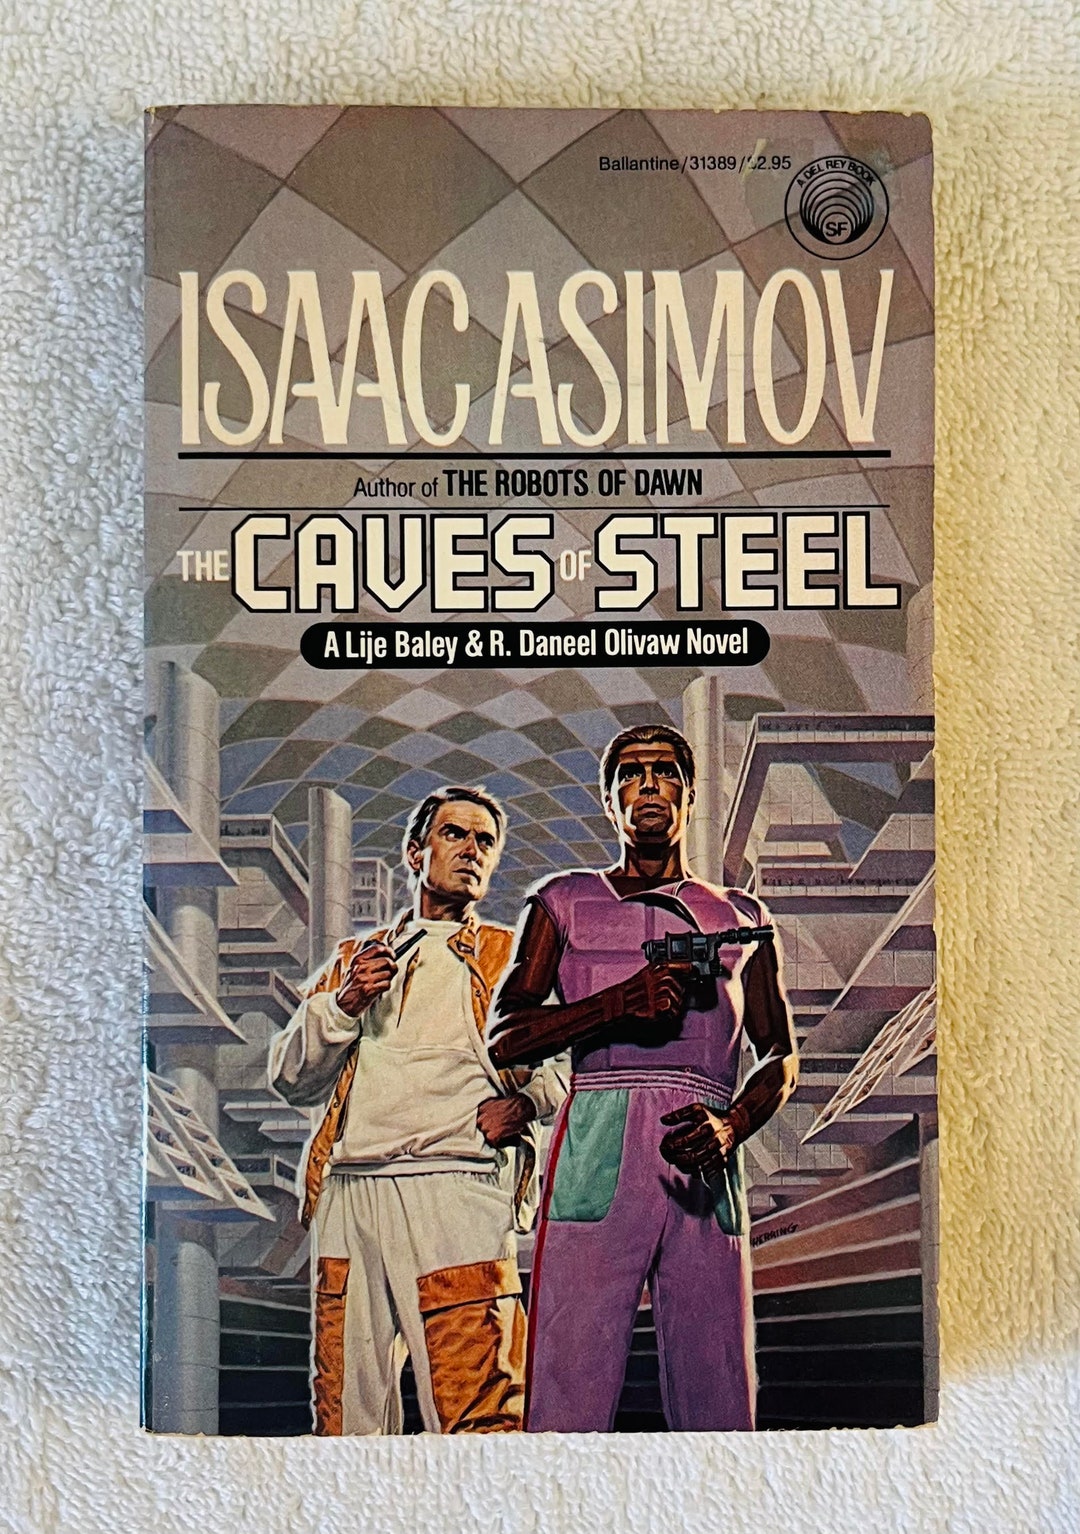 Ballantine/31389/$2.95
A DEL REY BOOK
SF
ISAAC ASIMOV
Author of THE ROBOTS OF DAWN
THE CAVES OF STEEL
A Lije Baley & R. Daneel Olivaw Novel
HERRING